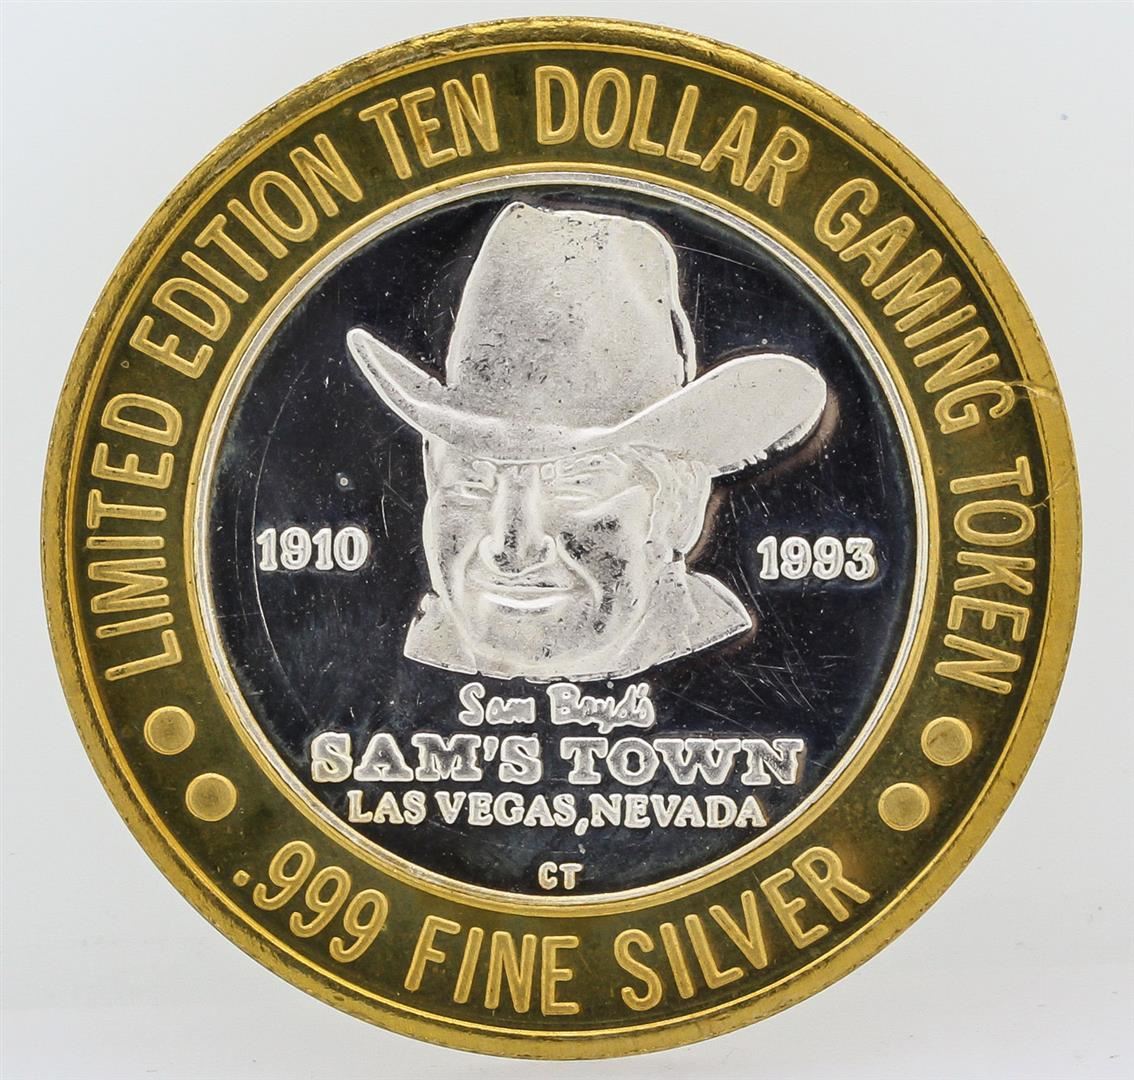 LIMITED EDITION TEN DOLLAR GAMING TOKEN
1910 1993
Sam Boyd's
SAM'S TOWN
LAS VEGAS, NEVADA
CT
.999 FINE SILVER